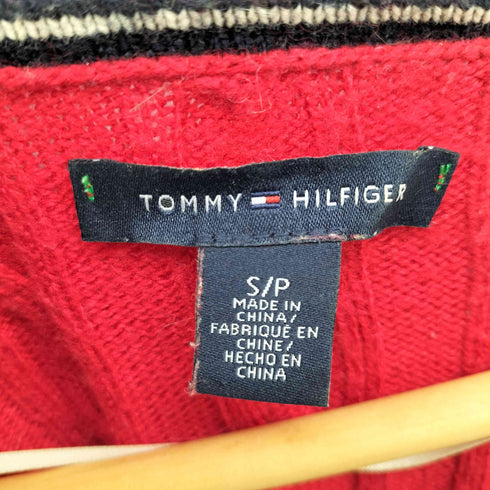 TOMMY HILFIGER
S/P
MADE IN
CHINA/
FABRIQUÉ EN
CHINE/
HECHO EN
CHINA